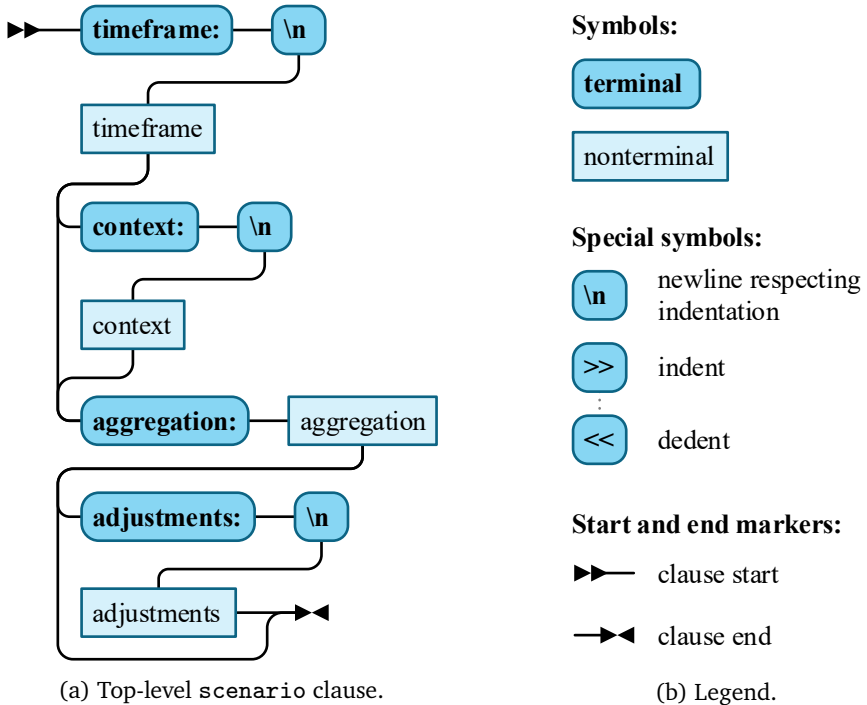 timeframe: \n
timeframe
context: \n
context
aggregation: aggregation
adjustments: \n
adjustments
(a) Top-level scenario clause.
Symbols:
terminal
nonterminal
Special symbols:
\n newline respecting
indentation
>> indent
<< dedent
Start and end markers:
clause start
clause end
(b) Legend.